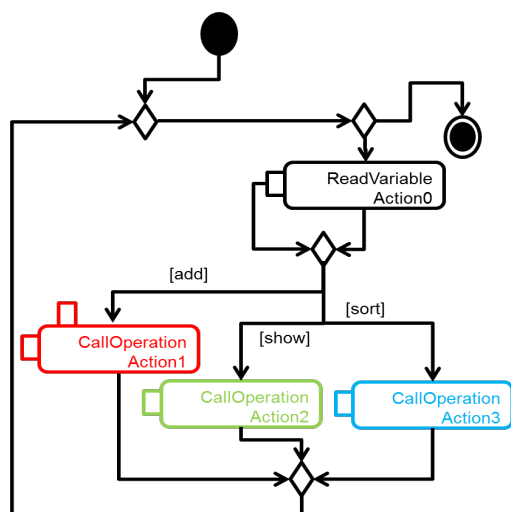 ReadVariable
Action0
[add]
[sort]
[show]
CallOperation
Action1
CallOperation
Action2
CallOperation
Action3